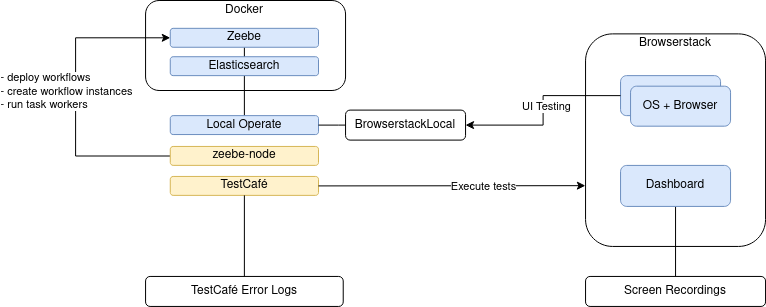 Docker
Zeebe
Elasticsearch
- deploy workflows
- create workflow instances
- run task workers
Local Operate
BrowserstackLocal
UI Testing
Browserstack
OS + Browser
zeebe-node
TestCafé
Execute tests
Dashboard
TestCafé Error Logs
Screen Recordings